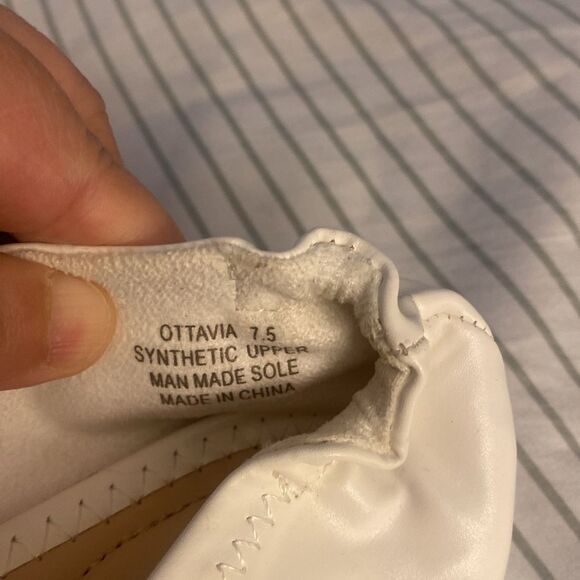 OTTAVIA 7.5
SYNTHETIC UPPER
MAN MADE SOLE
MADE IN CHINA